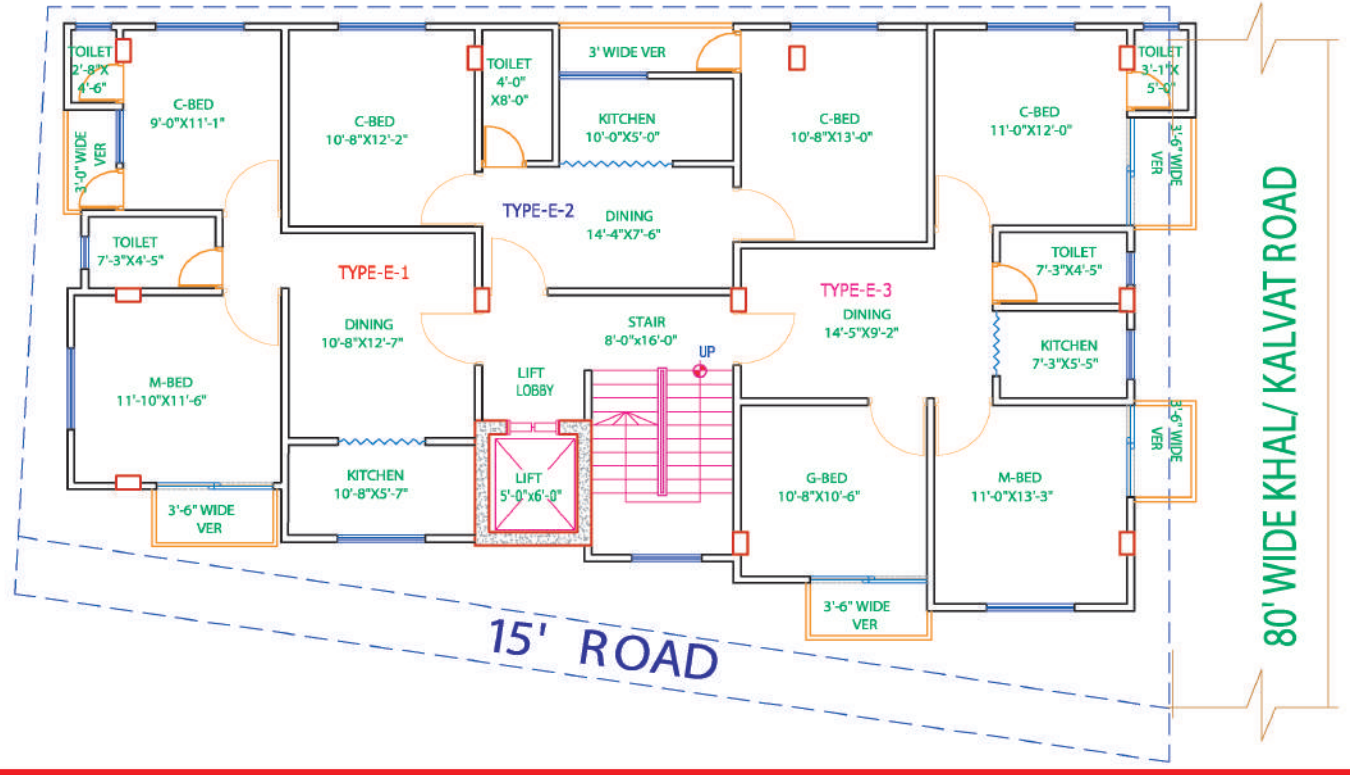 TOILET
2'-8"X
4'-6"
C-BED
9'-0"X11'-1"
3'-0" WIDE
VER
C-BED
10'-8"X12'-2"
TOILET
4'-0"
X8'-0"
3' WIDE VER
KITCHEN
10'-0"X5'-0"
C-BED
10'-8"X13'-0"
C-BED
11'-0"X12'-0"
TOILET
3'-1"X
5'-0"
3'-6" WIDE
VER
TYPE-E-2
DINING
14'-4"X7'-6"
TOILET
7'-3"X4'-5"
TYPE-E-1
DINING
10'-8"X12'-7"
TYPE-E-3
DINING
14'-5"X9'-2"
TOILET
7'-3"X4'-5"
STAIR
8'-0"x16'-0"
UP
LIFT
LOBBY
KITCHEN
7'-3"X5'-5"
M-BED
11'-10"X11'-6"
3'-6" WIDE
VER
KITCHEN
10'-8"X5'-7"
LIFT
5'-0"x6'-0"
G-BED
10'-8"X10'-6"
M-BED
11'-0"X13'-3"
3'-6" WIDE
VER
3'-6" WIDE
VER
15' ROAD
80' WIDE KHAL/ KALVAT ROAD